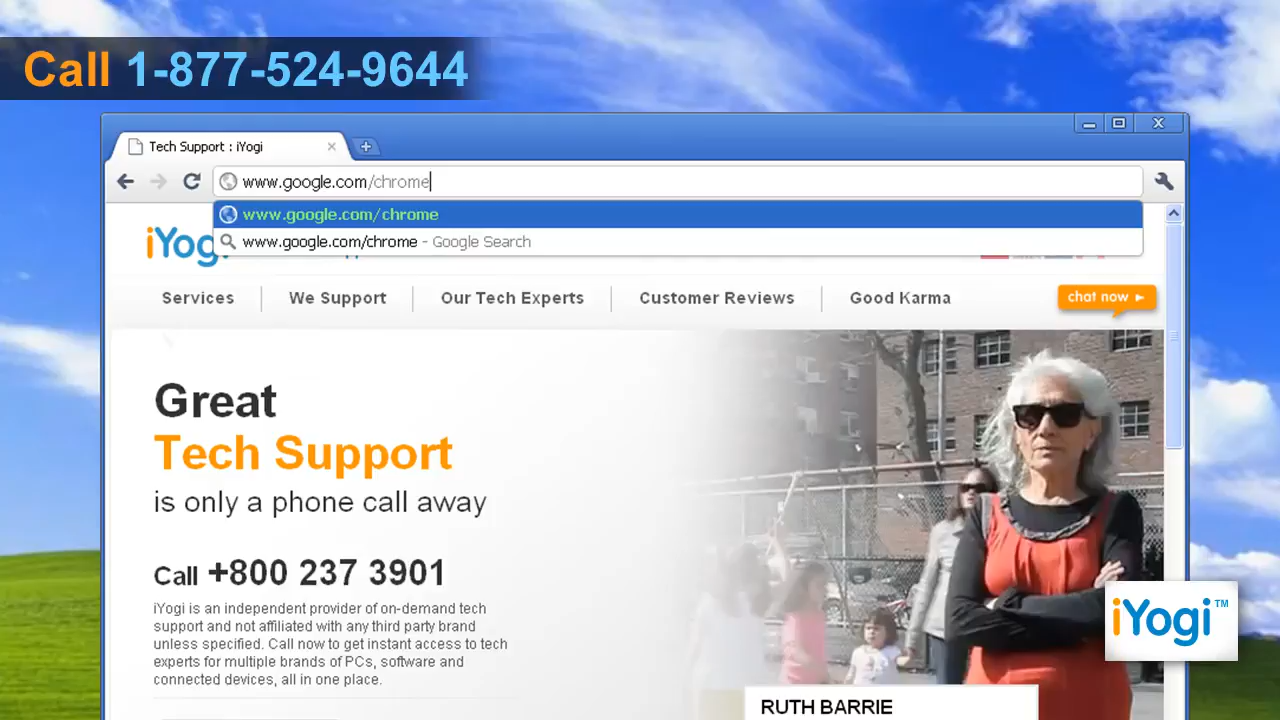 Call 1-877-524-9644
Tech Support : iYogi
www.google.com/chrome
www.google.com/chrome
www.google.com/chrome - Google Search
iYogi
Services
We Support
Our Tech Experts
Customer Reviews
Good Karma
chat now
Great
Tech Support
is only a phone call away
Call +800 237 3901
iYogi is an independent provider of on-demand tech
support and not affiliated with any third party brand
unless specified. Call now to get instant access to tech
experts for multiple brands of PCs, software and
connected devices, all in one place.
iYogi™
RUTH BARRIE